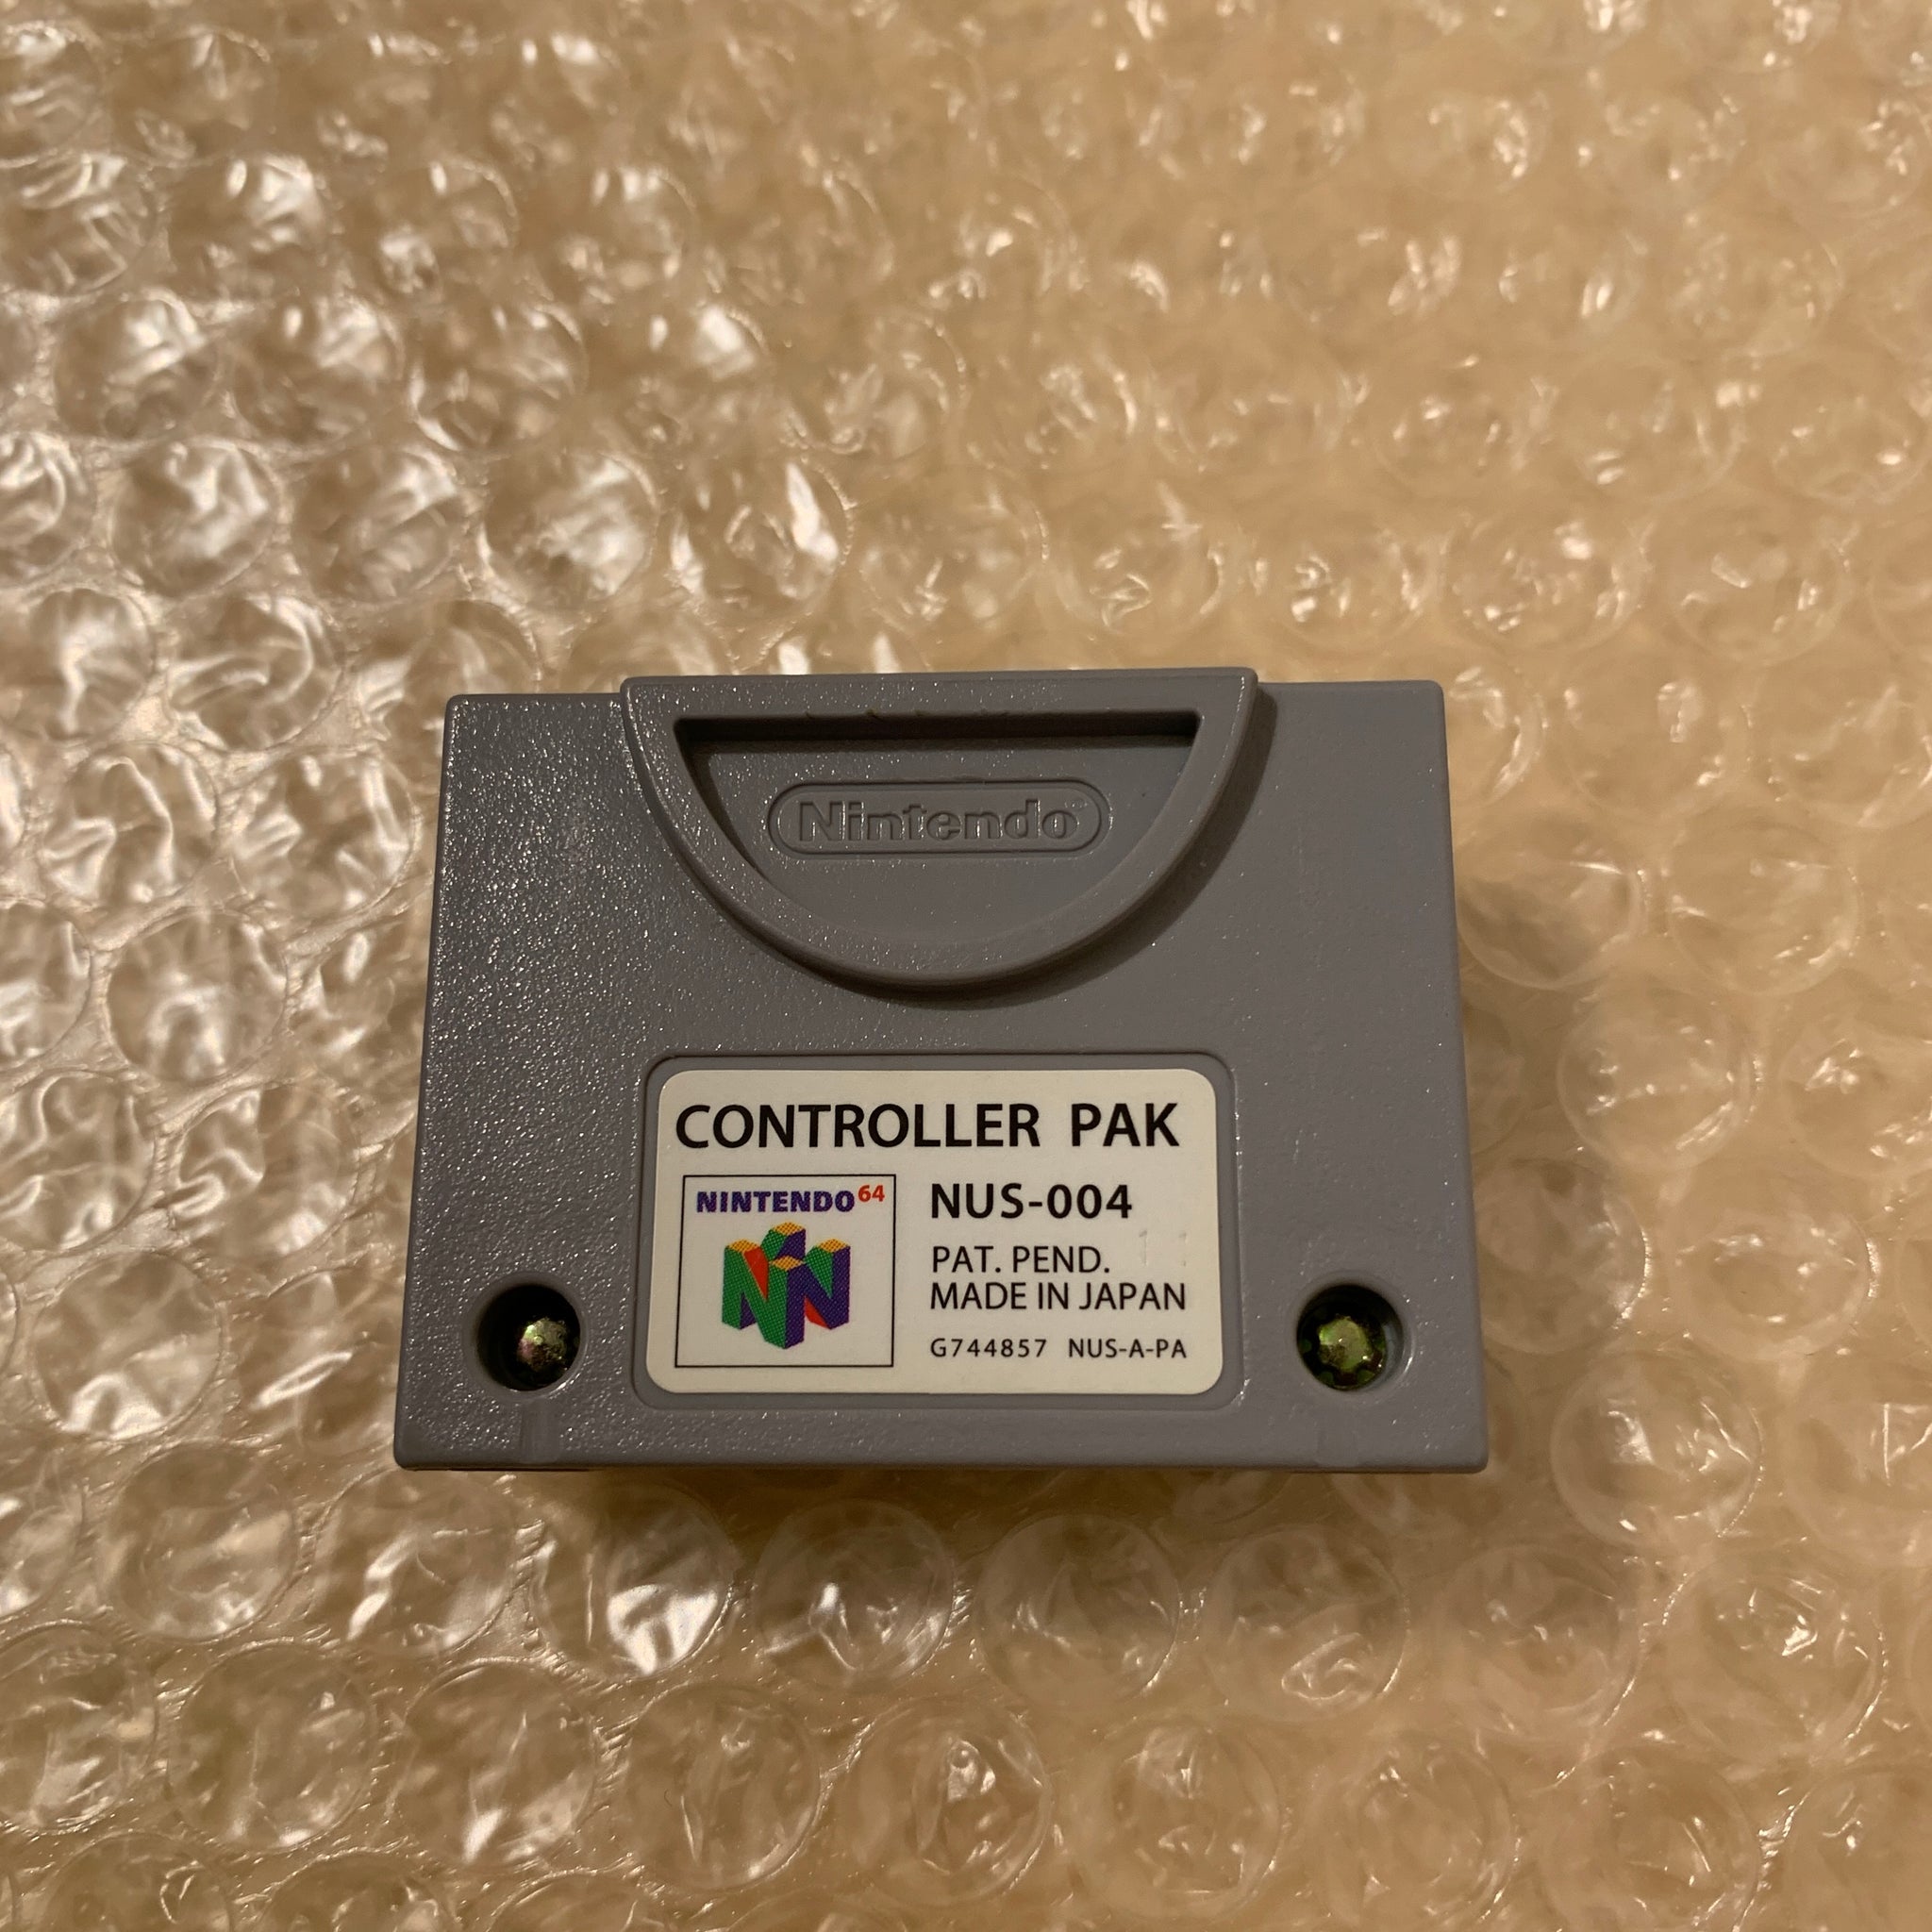 Nintendo®
CONTROLLER PAK
NINTENDO64
NUS-004
PAT. PEND.
MADE IN JAPAN
G744857 NUS-A-PA